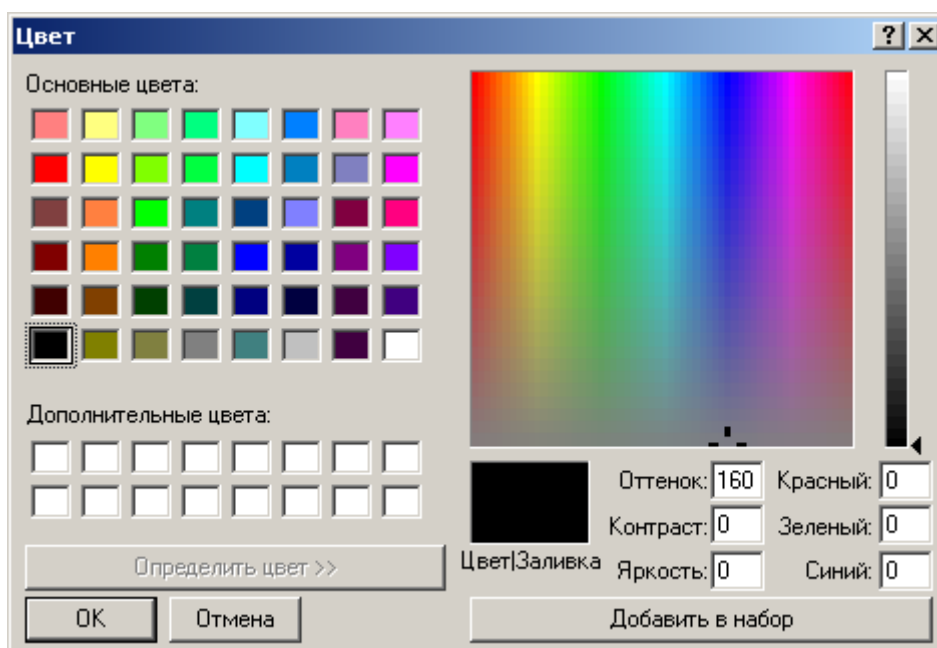 Цвет
Основные цвета:
Дополнительные цвета:
Определить цвет >>
OK
Отмена
Цвет|Заливка
Оттенок: 160
Контраст: 0
Яркость: 0
Красный: 0
Зеленый: 0
Синий: 0
Добавить в набор